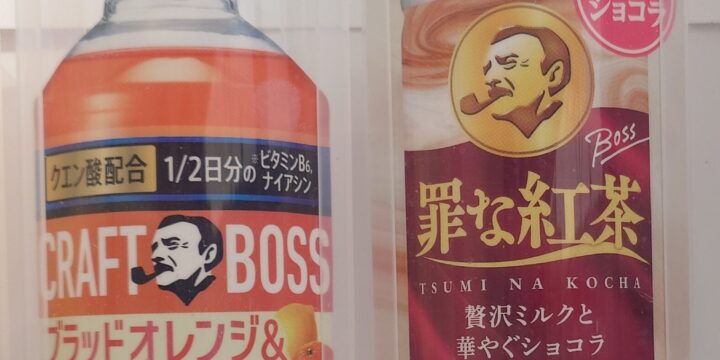 クエン酸配合
1/2日分の※ビタミンB6,
ナイアシン
CRAFT BOSS
ブラッドオレンジ&
ショコラ
Boss
罪な紅茶
TSUMI NA KOCHA
贅沢ミルクと
華やぐショコラ